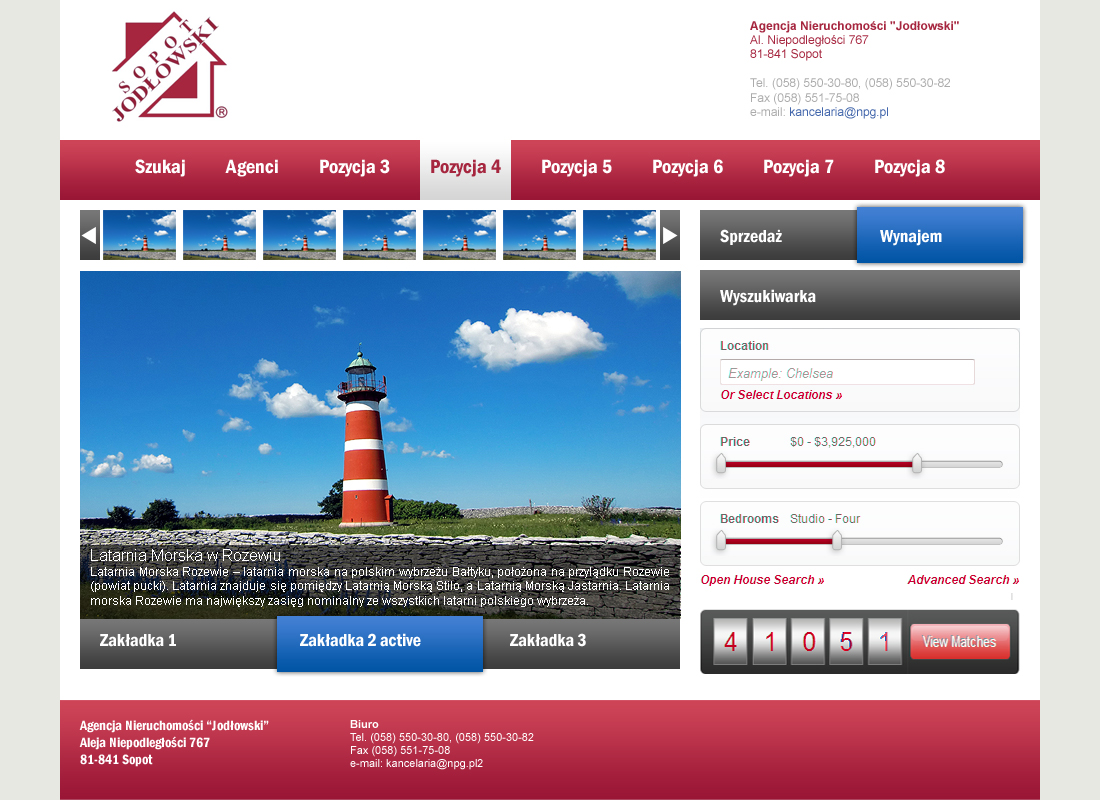 SOPOT
JODŁOWSKI
®
Agencja Nieruchomości "Jodłowski"
Al. Niepodległości 767
81-841 Sopot
Tel. (058) 550-30-80, (058) 550-30-82
Fax (058) 551-75-08
e-mail: kancelaria@npg.pl
Szukaj Agenci Pozycja 3 Pozycja 4 Pozycja 5 Pozycja 6 Pozycja 7 Pozycja 8
Sprzedaż Wynajem
Wyszukiwarka
Location
Example: Chelsea
Or Select Locations »
Price $0 - $3,925,000
Bedrooms Studio - Four
Open House Search » Advanced Search »
4 1 0 5 1 View Matches
Latarnia Morska w Rozewiu
Latarnia Morska Rozewie – latarnia morska na polskim wybrzeżu Bałtyku, położona na przylądku Rozewie
(powiat pucki). Latarnia znajduje się pomiędzy Latarnią Morską Stilo, a Latarnią Morską Jastarnia. Latarnia
morska Rozewie ma największy zasięg nominalny ze wszystkich latarni polskiego wybrzeża.
Zakładka 1 Zakładka 2 active Zakładka 3
Agencja Nieruchomości “Jodłowski”
Aleja Niepodległości 767
81-841 Sopot
Biuro
Tel. (058) 550-30-80, (058) 550-30-82
Fax (058) 551-75-08
e-mail: kancelaria@npg.pl2